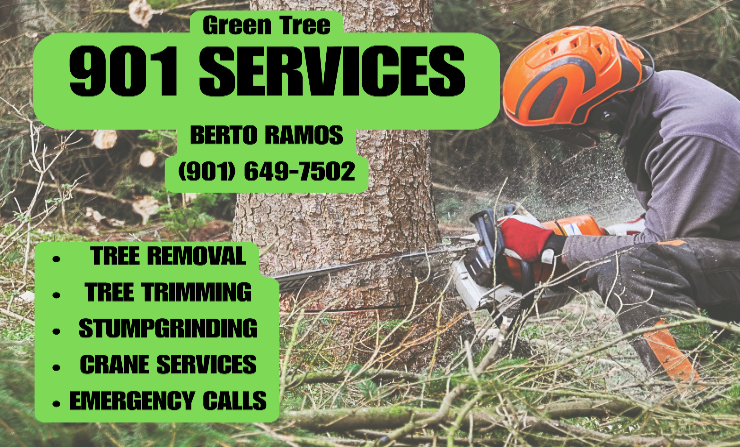 Green Tree
901 SERVICES
BERTO RAMOS
(901) 649-7502
• TREE REMOVAL
• TREE TRIMMING
• STUMPGRINDING
• CRANE SERVICES
• EMERGENCY CALLS